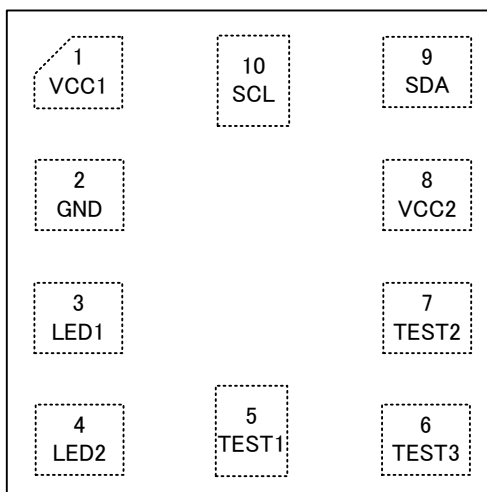 1
VCC1
10
SCL
9
SDA
2
GND
8
VCC2
3
LED1
7
TEST2
4
LED2
5
TEST1
6
TEST3